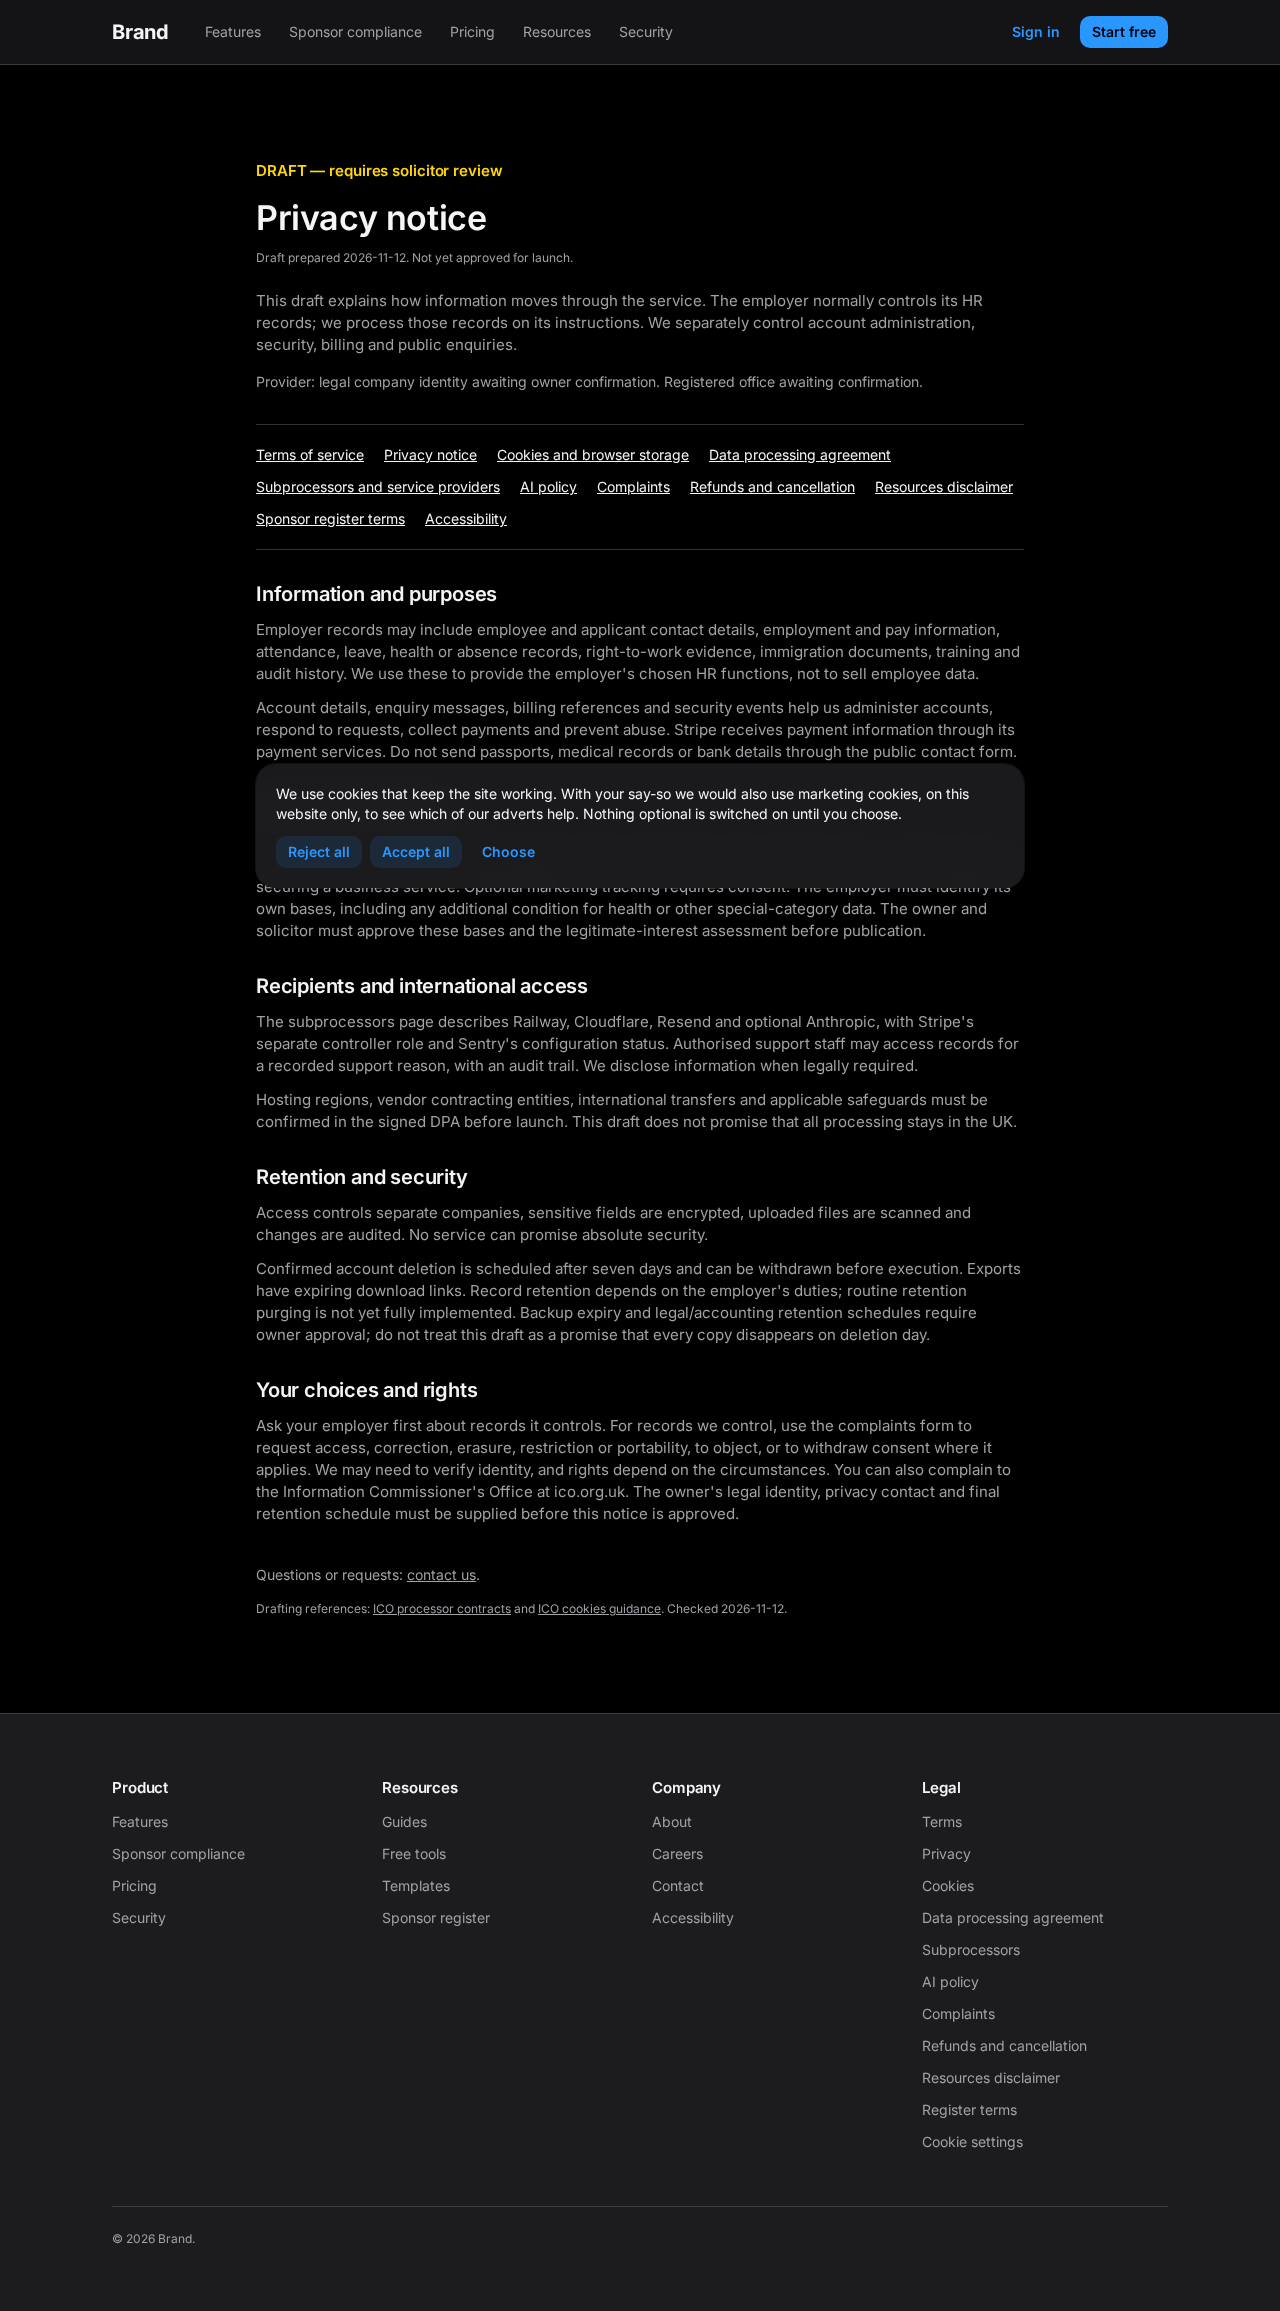 Brand
Features
Sponsor compliance
Pricing
Resources
Security
Sign in
Start free
DRAFT — requires solicitor review
Privacy notice
Draft prepared 2026-11-12. Not yet approved for launch.
This draft explains how information moves through the service. The employer normally controls its HR
records; we process those records on its instructions. We separately control account administration,
security, billing and public enquiries.
Provider: legal company identity awaiting owner confirmation. Registered office awaiting confirmation.
Terms of service
Privacy notice
Cookies and browser storage
Data processing agreement
Subprocessors and service providers
AI policy
Complaints
Refunds and cancellation
Resources disclaimer
Sponsor register terms
Accessibility
Information and purposes
Employer records may include employee and applicant contact details, employment and pay information,
attendance, leave, health or absence records, right-to-work evidence, immigration documents, training and
audit history. We use these to provide the employer's chosen HR functions, not to sell employee data.
Account details, enquiry messages, billing references and security events help us administer accounts,
respond to requests, collect payments and prevent abuse. Stripe receives payment information through its
payment services. Do not send passports, medical records or bank details through the public contact form.
We use cookies that keep the site working. With your say-so we would also use marketing cookies, on this
website only, to see which of our adverts help. Nothing optional is switched on until you choose.
Reject all
Accept all
Choose
securing a business service. Optional marketing tracking requires consent. The employer must identify its
own bases, including any additional condition for health or other special-category data. The owner and
solicitor must approve these bases and the legitimate-interest assessment before publication.
Recipients and international access
The subprocessors page describes Railway, Cloudflare, Resend and optional Anthropic, with Stripe's
separate controller role and Sentry's configuration status. Authorised support staff may access records for
a recorded support reason, with an audit trail. We disclose information when legally required.
Hosting regions, vendor contracting entities, international transfers and applicable safeguards must be
confirmed in the signed DPA before launch. This draft does not promise that all processing stays in the UK.
Retention and security
Access controls separate companies, sensitive fields are encrypted, uploaded files are scanned and
changes are audited. No service can promise absolute security.
Confirmed account deletion is scheduled after seven days and can be withdrawn before execution. Exports
have expiring download links. Record retention depends on the employer's duties; routine retention
purging is not yet fully implemented. Backup expiry and legal/accounting retention schedules require
owner approval; do not treat this draft as a promise that every copy disappears on deletion day.
Your choices and rights
Ask your employer first about records it controls. For records we control, use the complaints form to
request access, correction, erasure, restriction or portability, to object, or to withdraw consent where it
applies. We may need to verify identity, and rights depend on the circumstances. You can also complain to
the Information Commissioner's Office at ico.org.uk. The owner's legal identity, privacy contact and final
retention schedule must be supplied before this notice is approved.
Questions or requests: contact us.
Drafting references: ICO processor contracts and ICO cookies guidance. Checked 2026-11-12.
Product
Features
Sponsor compliance
Pricing
Security
Resources
Guides
Free tools
Templates
Sponsor register
Company
About
Careers
Contact
Accessibility
Legal
Terms
Privacy
Cookies
Data processing agreement
Subprocessors
AI policy
Complaints
Refunds and cancellation
Resources disclaimer
Register terms
Cookie settings
© 2026 Brand.